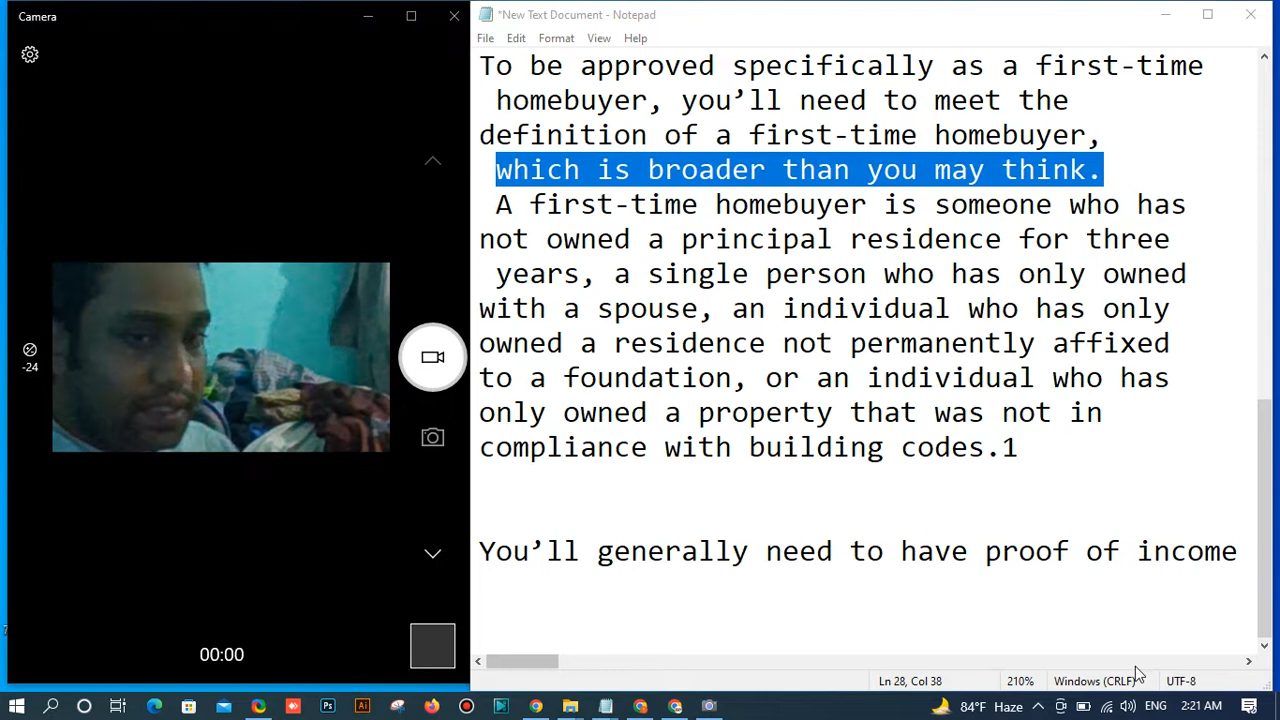 Camera
*New Text Document - Notepad
File Edit Format View Help
To be approved specifically as a first-time
homebuyer, you’ll need to meet the
definition of a first-time homebuyer,
which is broader than you may think.
A first-time homebuyer is someone who has
not owned a principal residence for three
years, a single person who has only owned
with a spouse, an individual who has only
owned a residence not permanently affixed
to a foundation, or an individual who has
only owned a property that was not in
compliance with building codes.1
You’ll generally need to have proof of income
-24
00:00
Ln 28, Col 38 210% Windows (CRLF) UTF-8
Ps Ai 84°F Haze ENG 2:21 AM